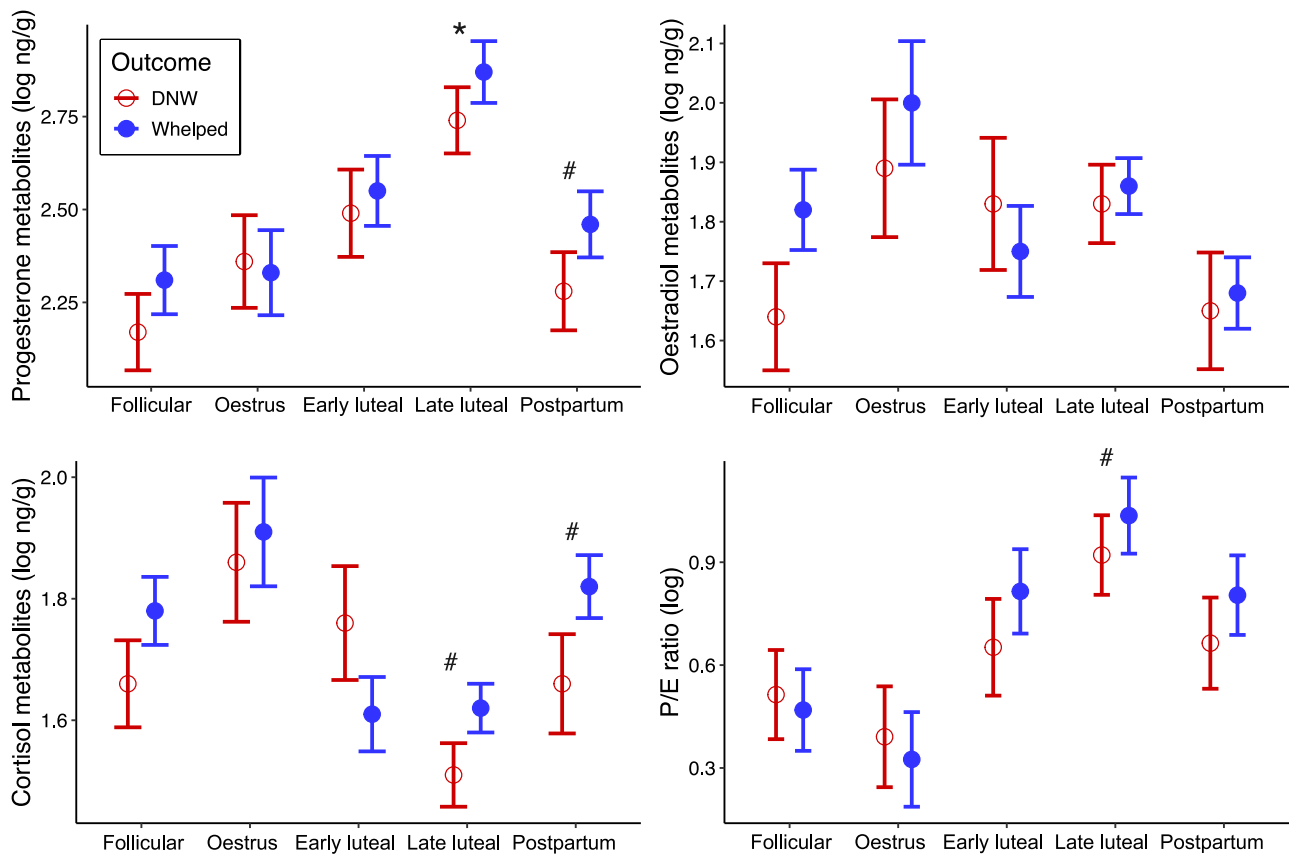 Progesterone metabolites (log ng/g)
2.75
2.50
2.25
Outcome
DNW
Whelped
*
#
Follicular Oestrus Early luteal Late luteal Postpartum
Oestradiol metabolites (log ng/g)
2.1
2.0
1.9
1.8
1.7
1.6
Follicular Oestrus Early luteal Late luteal Postpartum
Cortisol metabolites (log ng/g)
2.0
1.8
1.6
#
#
Follicular Oestrus Early luteal Late luteal Postpartum
P/E ratio (log)
0.9
0.6
0.3
#
Follicular Oestrus Early luteal Late luteal Postpartum